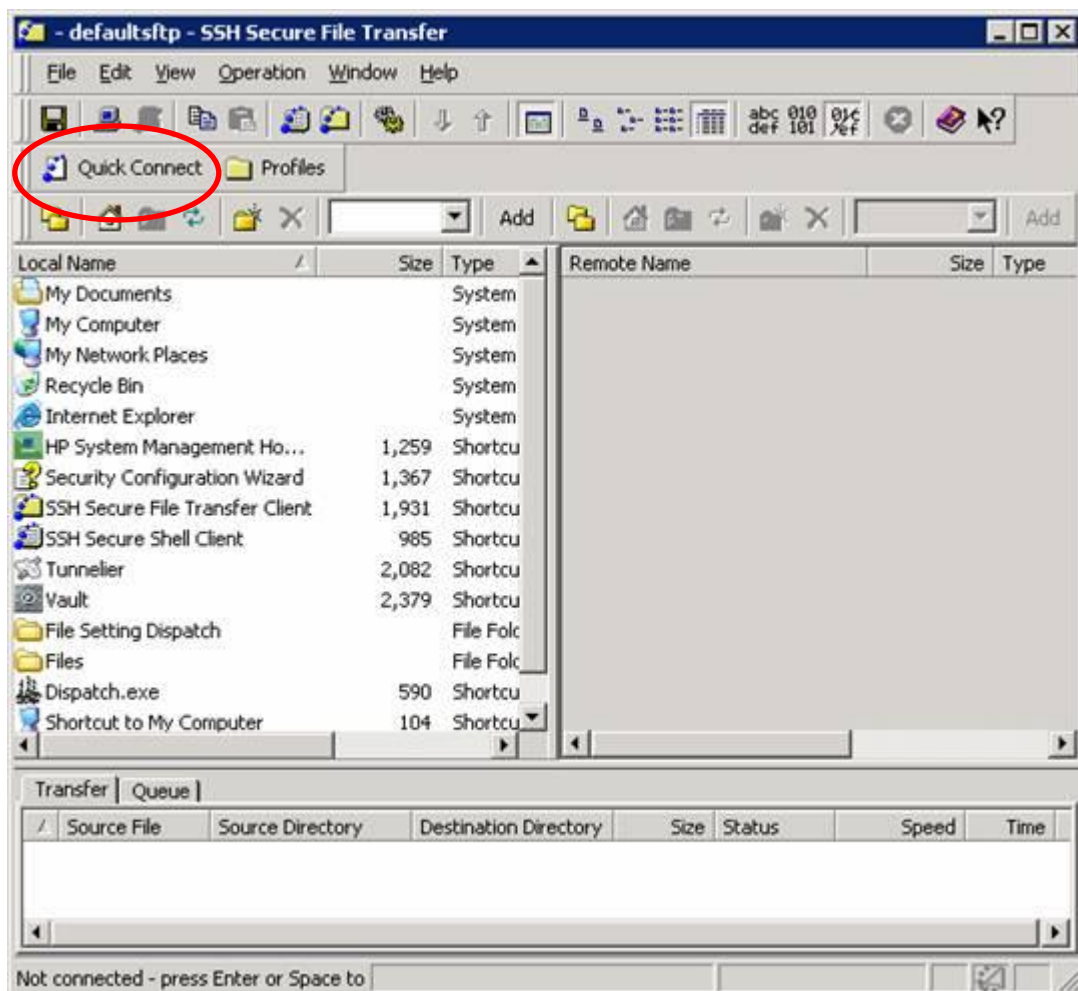 - defaultsftp - SSH Secure File Transfer
File Edit View Operation Window Help
abc def 010 101
Quick Connect Profiles
Add Add
Local Name Size Type Remote Name Size Type
My Documents System
My Computer System
My Network Places System
Recycle Bin System
Internet Explorer System
HP System Management Ho... 1,259 Shortcu
Security Configuration Wizard 1,367 Shortcu
SSH Secure File Transfer Client 1,931 Shortcu
SSH Secure Shell Client 985 Shortcu
Tunnelier 2,082 Shortcu
Vault 2,379 Shortcu
File Setting Dispatch File Folc
Files File Folc
Dispatch.exe 590 Shortcu
Shortcut to My Computer 104 Shortcu
Transfer Queue
Source File Source Directory Destination Directory Size Status Speed Time
Not connected - press Enter or Space to